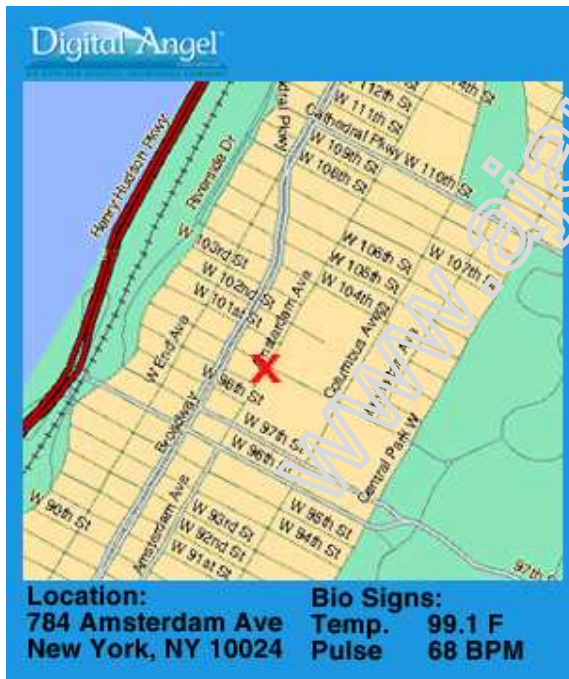 Digital Angel
W 112th St
W 111th St
Cathedral Pkwy W 110th St
W 109th St
W 108th St
Henry Hudson Pkwy
Riverside Dr
W 103rd St
W 102nd St
W 101st St
W 106th St
W 107th St
W 105th St
W 104th St
Amsterdam Ave
Columbus Ave
W End Ave
X
W 98th St
W 97th St
W 96th St
Broadway
Central Park W
W 90th St
Amsterdam Ave
W 95th St
W 94th St
W 93rd St
W 92nd St
W 91st St
97th
Location:
784 Amsterdam Ave
New York, NY 10024
Bio Signs:
Temp. 99.1 F
Pulse 68 BPM